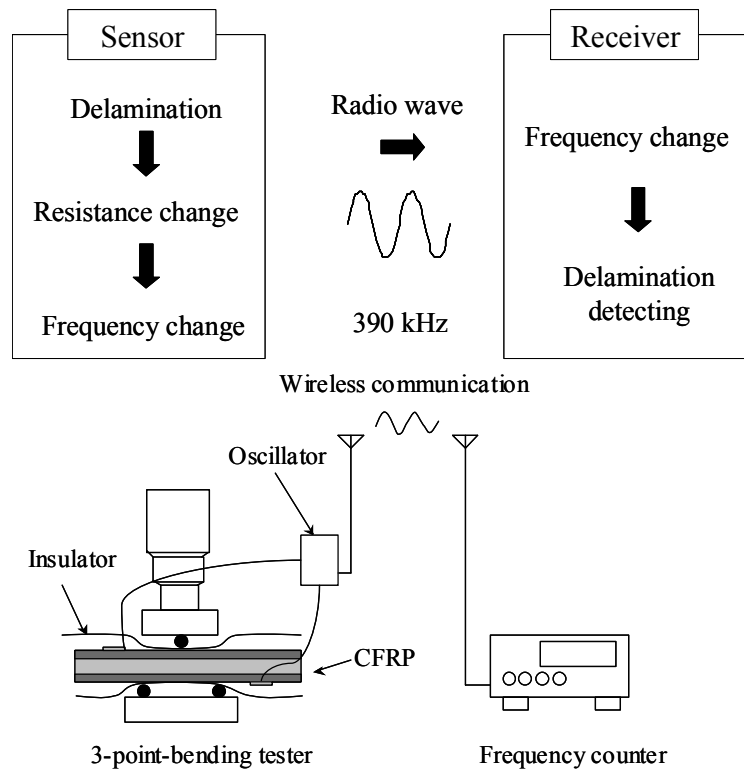 Sensor
Delamination
Resistance change
Frequency change
Radio wave
390 kHz
Receiver
Frequency change
Delamination
detecting
Wireless communication
Oscillator
Insulator
CFRP
3-point-bending tester
Frequency counter